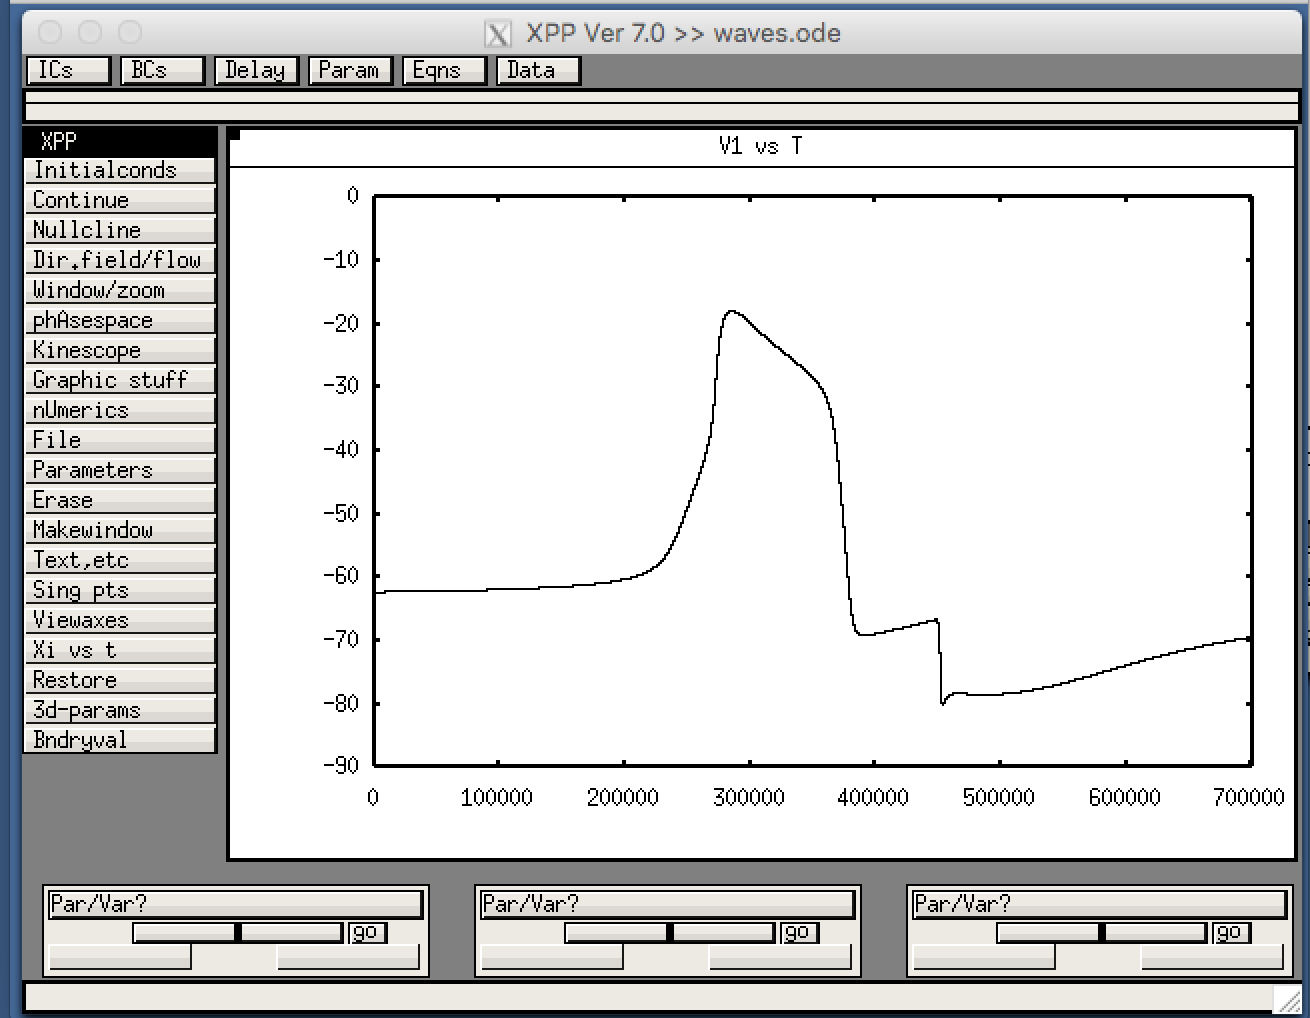 XPP Ver 7.0 >> waves.ode
ICs BCs Delay Param Eqns Data
XPP
Initialconds
Continue
Nullcline
Dir.field/flow
Window/zoom
phAsespace
Kinescope
Graphic stuff
nUmerics
File
Parameters
Erase
Makewindow
Text,etc
Sing pts
Viewaxes
Xi vs t
Restore
3d-params
Bndryval
V1 vs T
0
-10
-20
-30
-40
-50
-60
-70
-80
-90
0 100000 200000 300000 400000 500000 600000 700000
Par/Var? Par/Var? Par/Var?
go go go